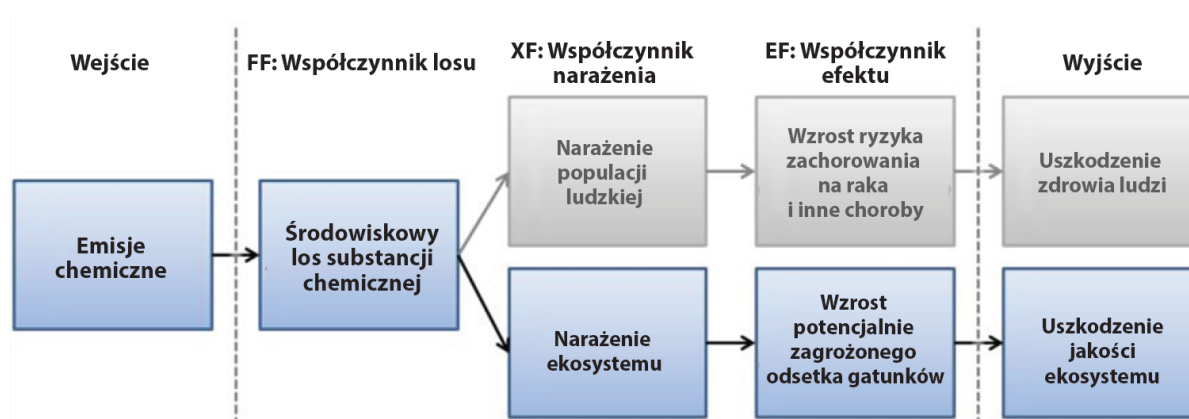 Wejście
FF: Współczynnik losu
XF: Współczynnik
narażenia
EF: Współczynnik
efektu
Wyjście
Emisje
chemiczne
Środowiskowy
los substancji
chemicznej
Narażenie
populacji
ludzkiej
Wzrost ryzyka
zachorowania
na raka
i inne choroby
Uszkodzenie
zdrowia ludzi
Narażenie
ekosystemu
Wzrost
potencjalnie
zagrożonego
odsetka gatunków
Uszkodzenie
jakości
ekosystemu